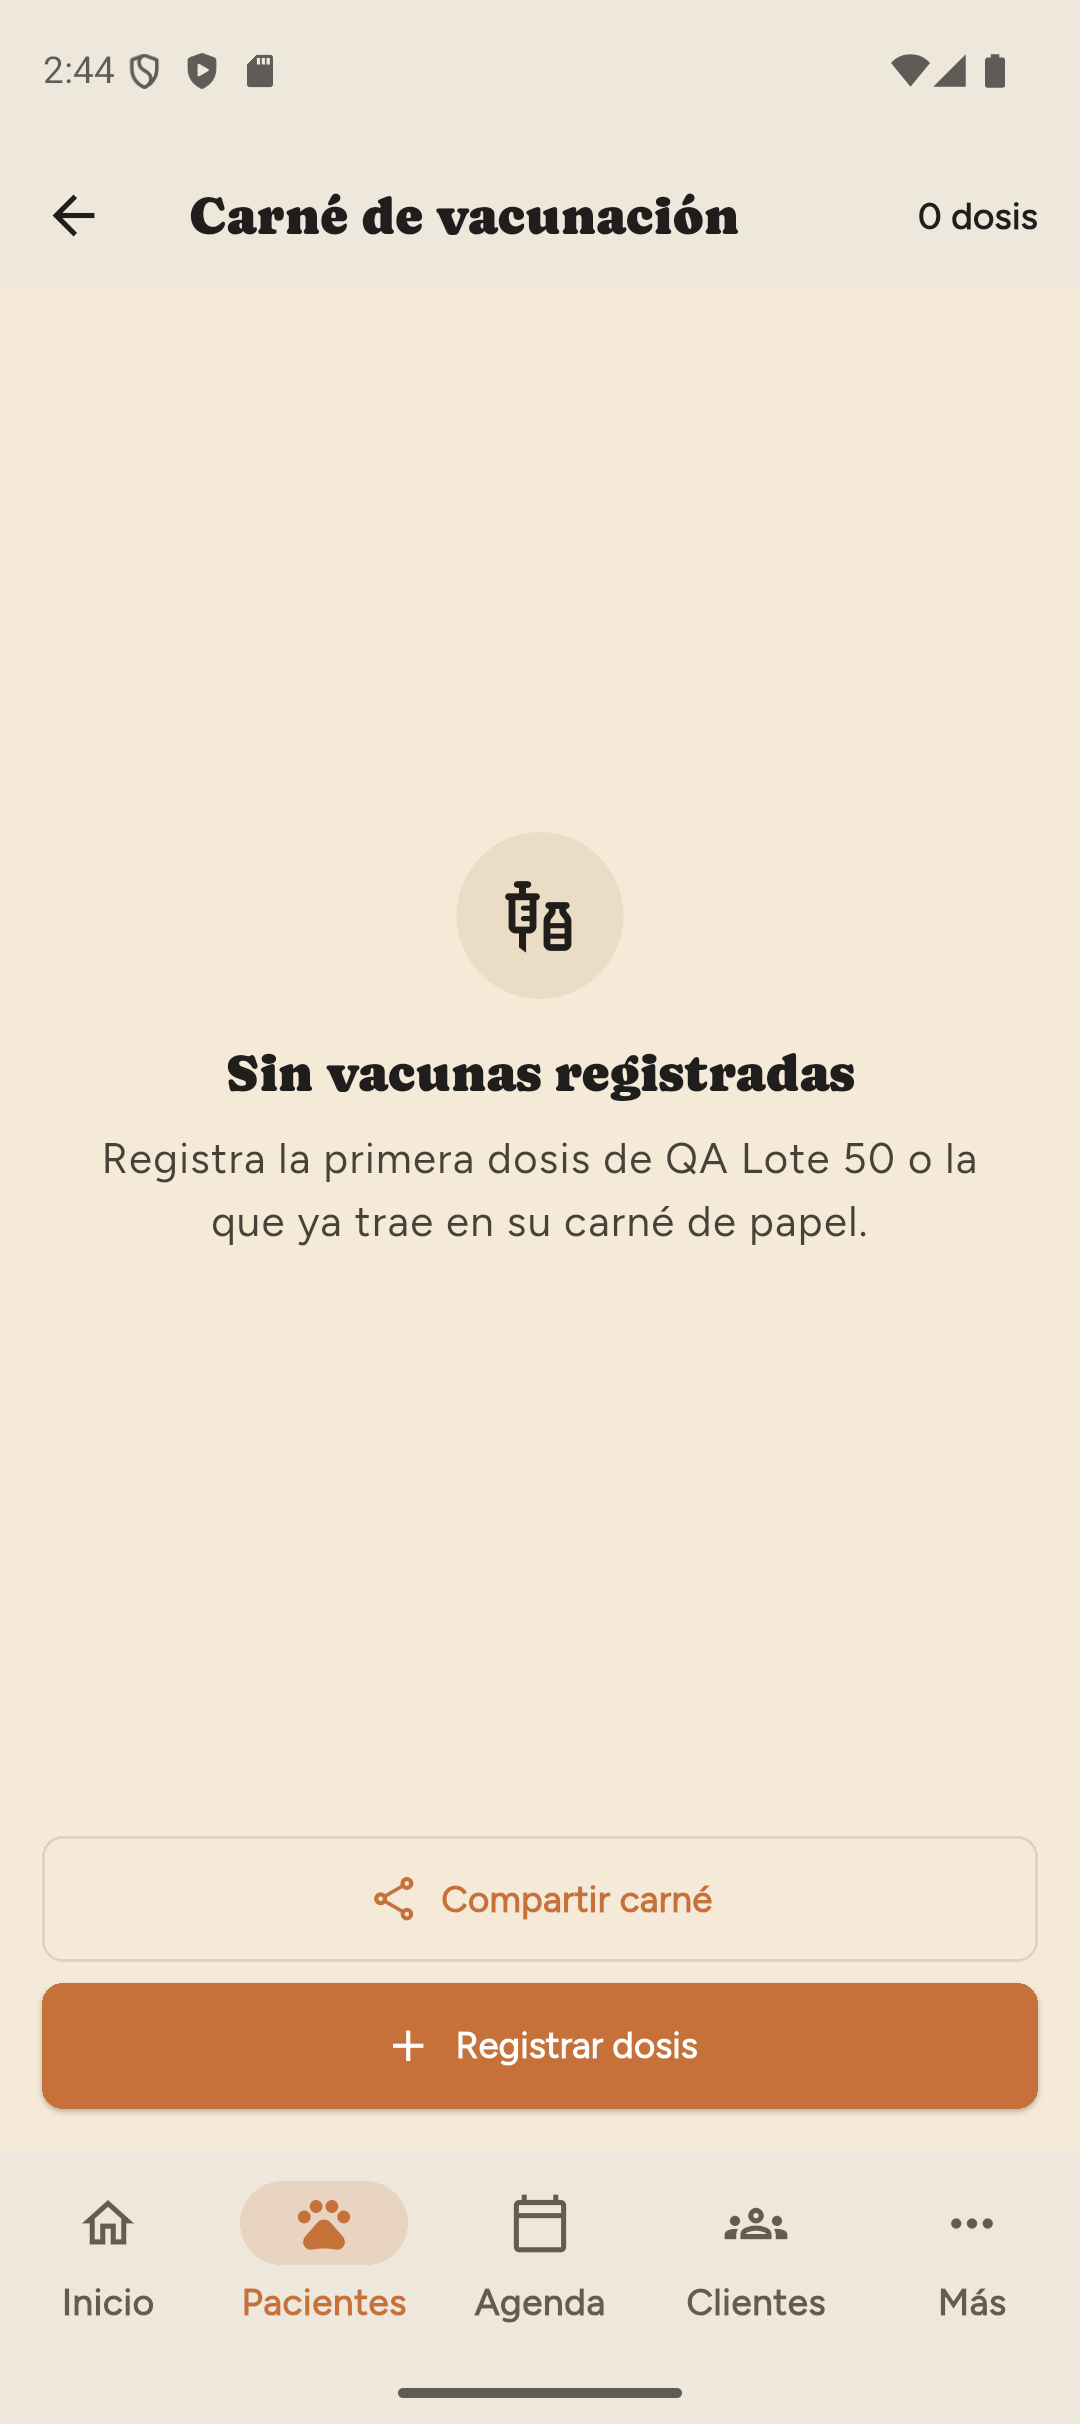 2:44
Carné de vacunación
0 dosis
Sin vacunas registradas
Registra la primera dosis de QA Lote 50 o la
que ya trae en su carné de papel.
Compartir carné
Registrar dosis
Inicio
Pacientes
Agenda
Clientes
Más